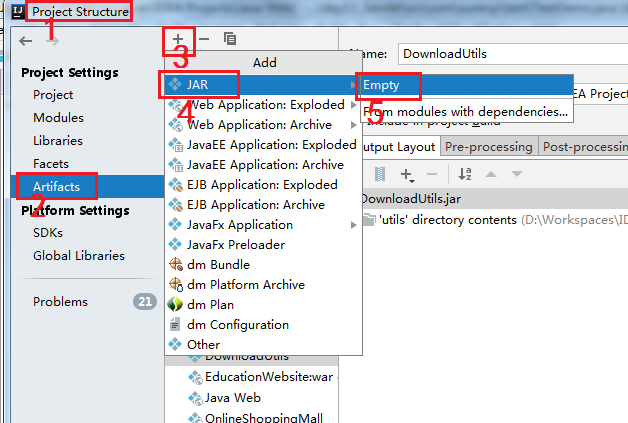 Project Structure
1
3
Add
Name: DownloadUtils
Project Settings
Project
Modules
Libraries
Facets
Artifacts
2
Platform Settings
SDKs
Global Libraries
Problems 21
JAR
4
Web Application: Exploded
Web Application: Archive
JavaEE Application: Exploded
JavaEE Application: Archive
EJB Application: Exploded
EJB Application: Archive
JavaFx Application
JavaFx Preloader
dm Bundle
dm Platform Archive
dm Plan
dm Configuration
Other
Empty
5
From modules with dependencies...
EA Project
Include in project build
utput Layout Pre-processing Post-processing
DownloadUtils.jar
'utils' directory contents (D:\Workspaces\ID
DownloadUtils
EducationWebsite:war
Java Web
OnlineShoppingMall